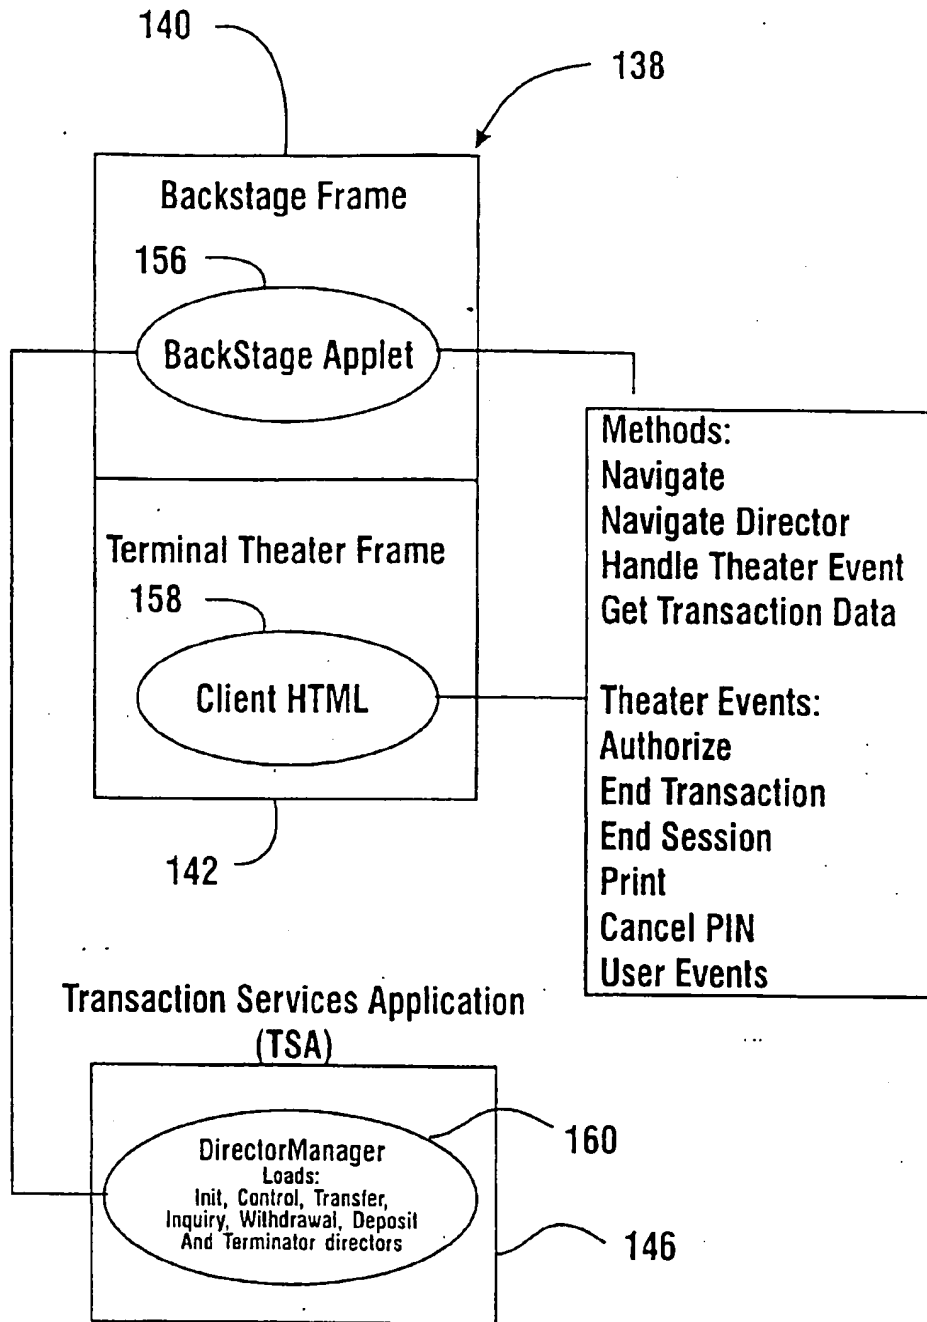 140
138
Backstage Frame
156
BackStage Applet
Methods:
Navigate
Navigate Director
Handle Theater Event
Get Transaction Data
Terminal Theater Frame
158
Client HTML
Theater Events:
Authorize
End Transaction
End Session
Print
Cancel PIN
User Events
142
Transaction Services Application
(TSA)
DirectorManager
Loads:
Init, Control, Transfer,
Inquiry, Withdrawal, Deposit
And Terminator directors
160
146